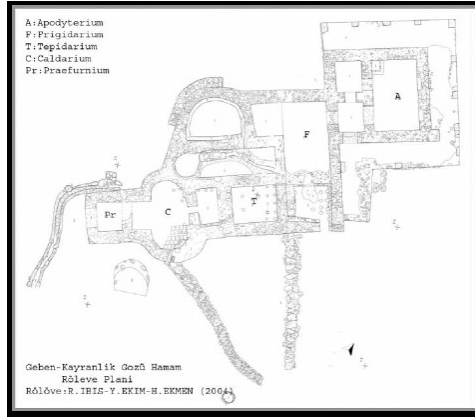 A:Apodyterium
F:Frigidarium
T:Tepidarium
C:Caldarium
Pr:Praefurnium
A
F
T
C
Pr
Geben-Kayranlik Gozü Hamam
Röleve Plani
Rölöve:R.IBIS-Y.EKIM-H.EKMEN (2004)